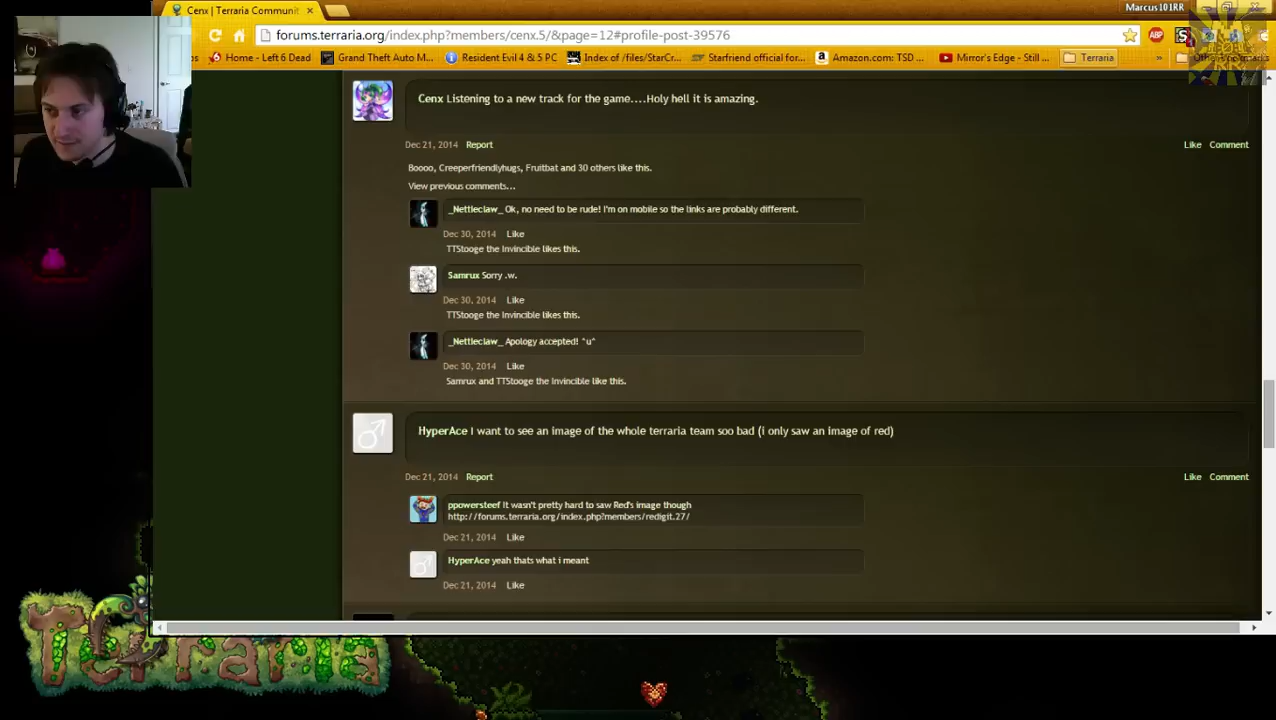 Cenx | Terraria Communit
Marcus101RR
forums.terraria.org/index.php?members/cenx.5/&page=12#profile-post-39576
Home - Left 6 Dead
Grand Theft Auto M...
Resident Evil 4 & 5 PC
Index of /files/StarCr...
Starfriend official for...
Amazon.com: TSD ...
Mirror's Edge - Still ...
Terraria
»
Other bookmarks
Cenx Listening to a new track for the game....Holy hell it is amazing.
Dec 21, 2014 Report
Like Comment
Boooo, Creeperfriendlyhugs, Fruitbat and 30 others like this.
View previous comments...
_Nettleclaw_ Ok, no need to be rude! I'm on mobile so the links are probably different.
Dec 30, 2014 Like
TTStooge the Invincible likes this.
Samrux Sorry .w.
Dec 30, 2014 Like
TTStooge the Invincible likes this.
_Nettleclaw_ Apology accepted! *u*
Dec 30, 2014 Like
Samrux and TTStooge the Invincible like this.
HyperAce I want to see an image of the whole terraria team soo bad (i only saw an image of red)
Dec 21, 2014 Report
Like Comment
ppowersteef It wasn't pretty hard to saw Red's image though
http://forums.terraria.org/index.php?members/redigit.27/
Dec 21, 2014 Like
HyperAce yeah thats what i meant
Dec 21, 2014 Like
Terraria